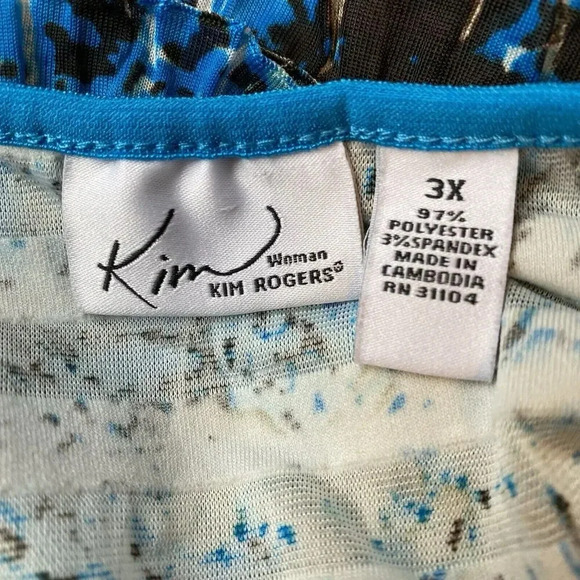 Kim
Woman
KIM ROGERS®
3X
97%
POLYESTER
3%SPANDEX
MADE IN
CAMBODIA
RN 31104